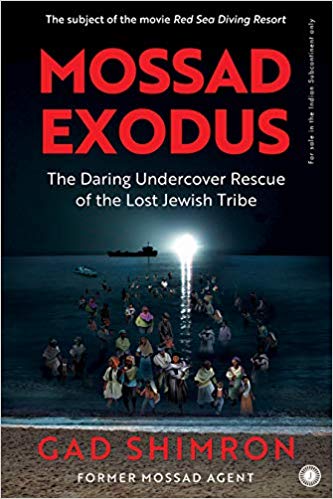 The subject of the movie Red Sea Diving Resort
MOSSAD
EXODUS
The Daring Undercover Rescue
of the Lost Jewish Tribe
For sale in the Indian Subcontinent only
GAD SHIMRON
FORMER MOSSAD AGENT
J